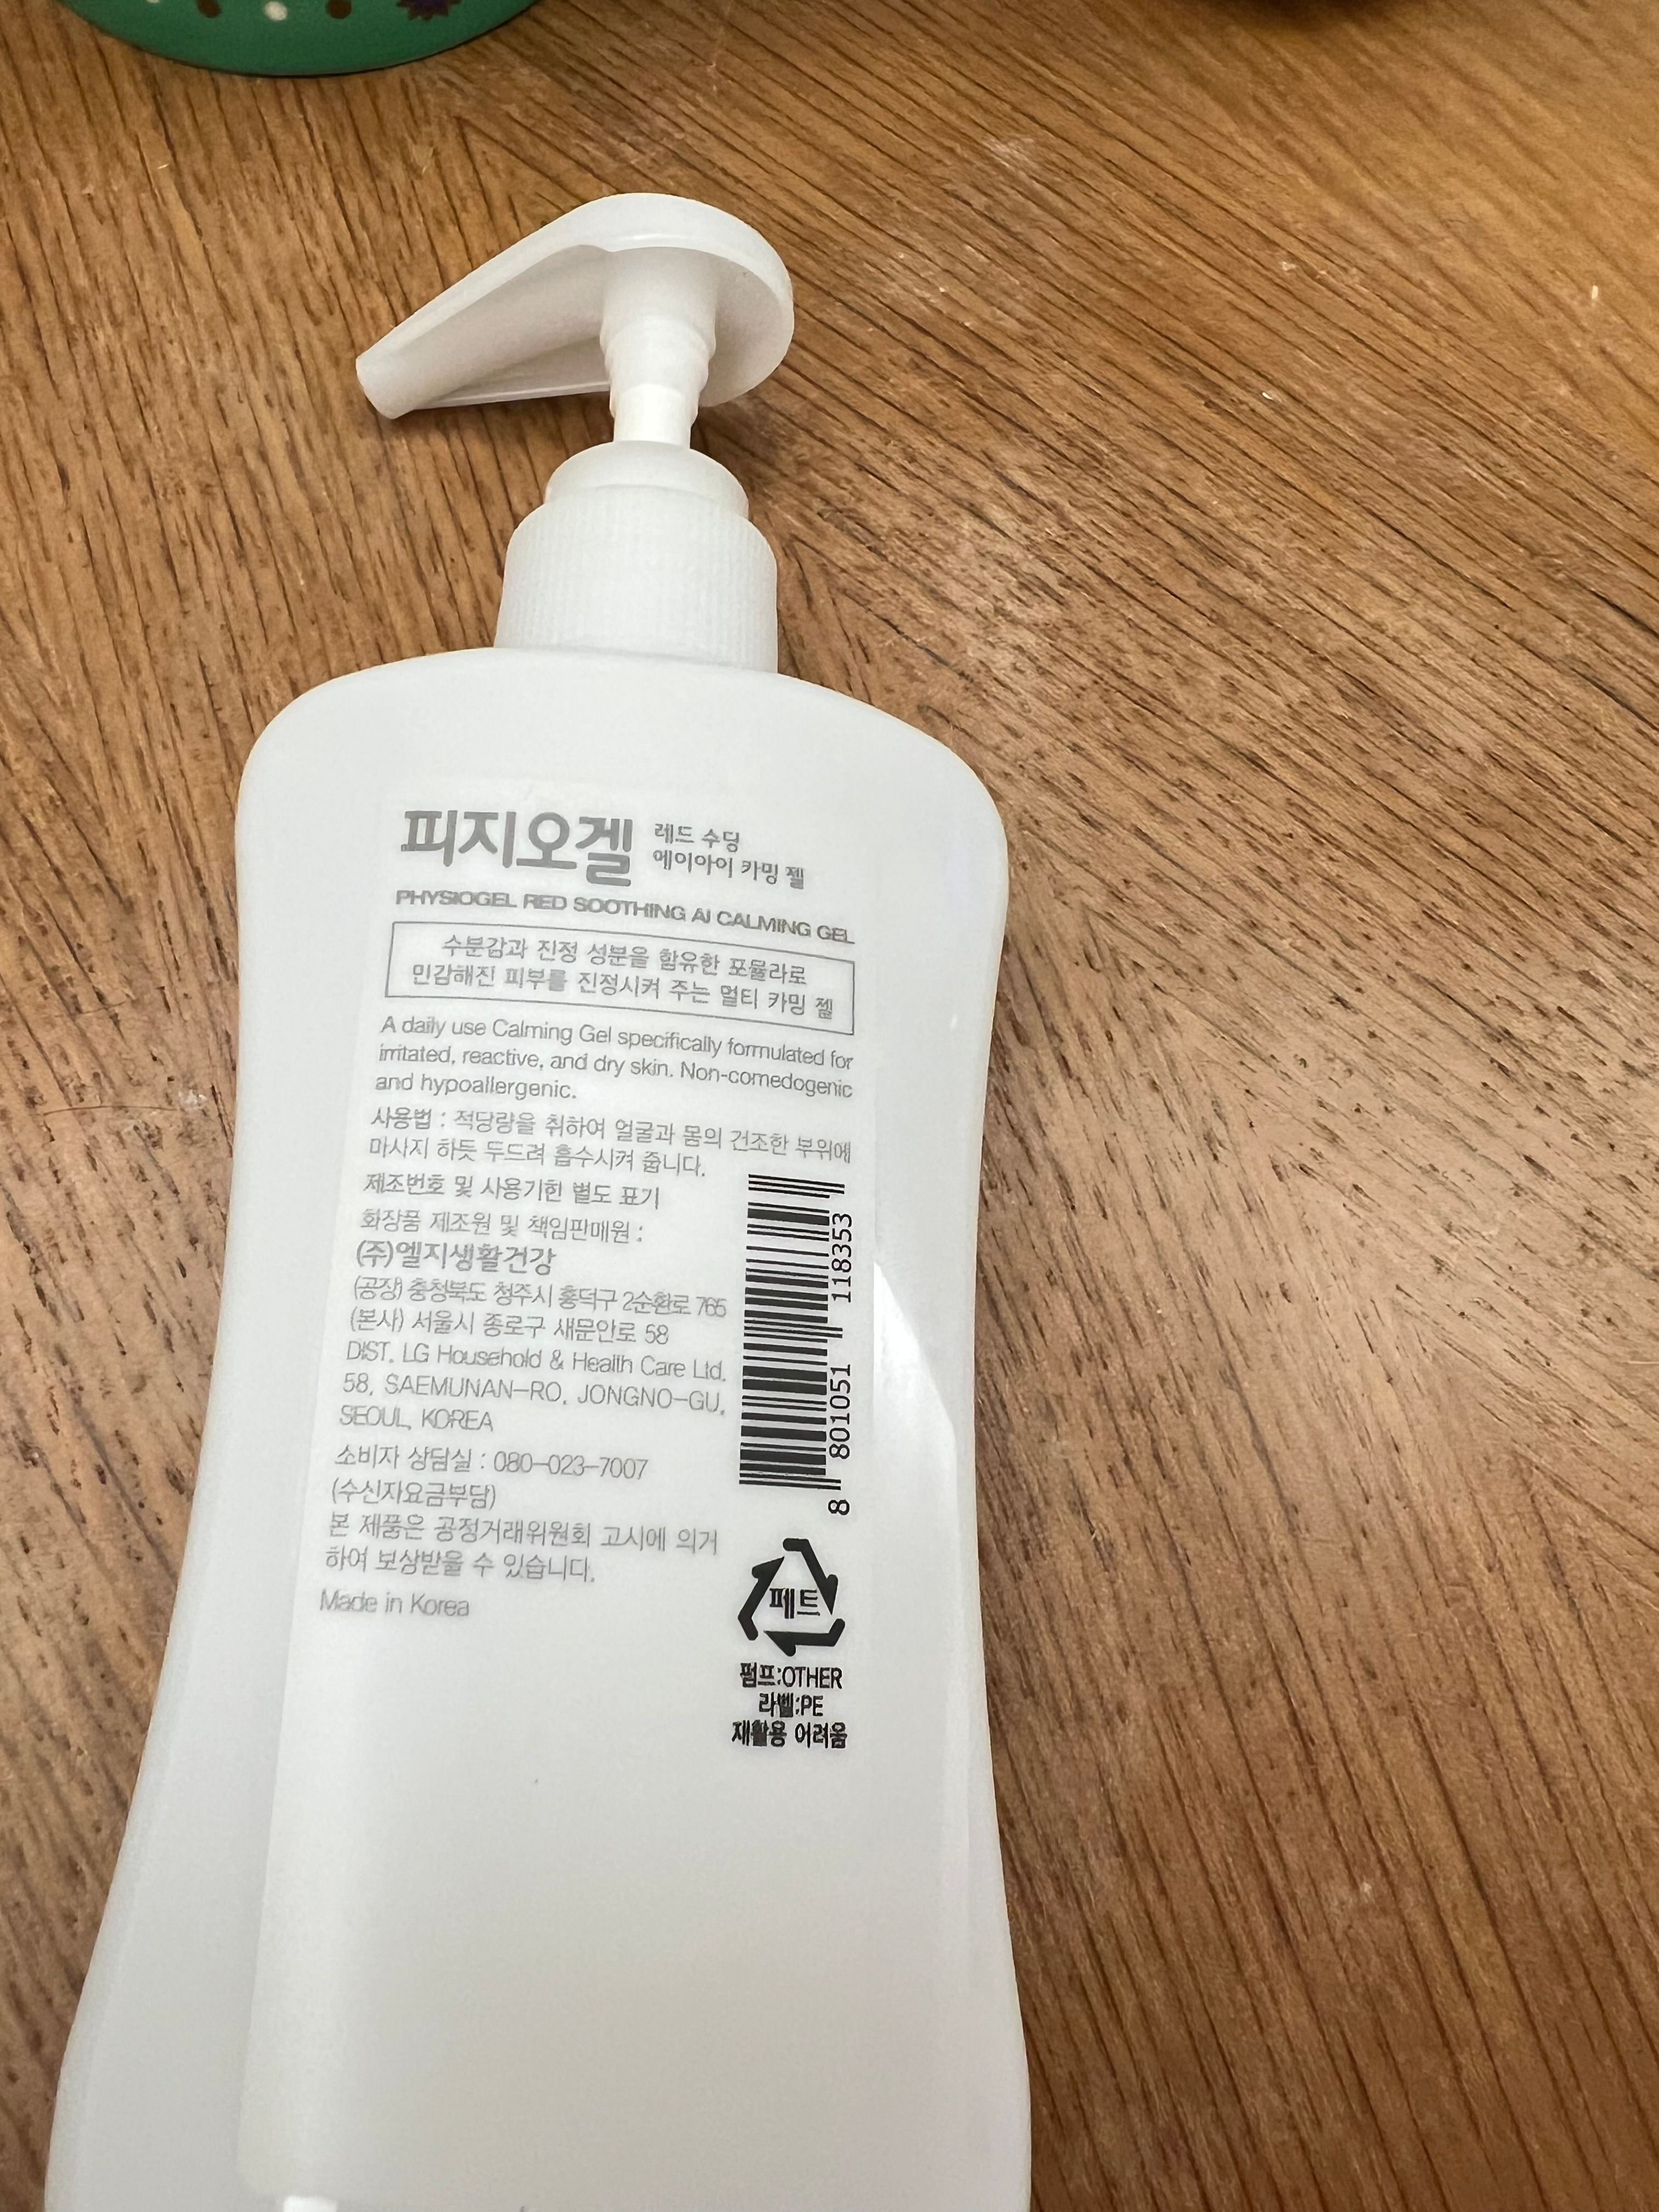 피지오겔
레드 수딩
에이아이 카밍 젤
PHYSIOGEL RED SOOTHING AI CALMING GEL
수분감과 진정 성분을 함유한 포뮬라로
민감해진 피부를 진정시켜 주는 멀티 카밍 젤
A daily use Calming Gel specifically formulated for
irritated, reactive, and dry skin. Non-comedogenic
and hypoallergenic.
사용법 : 적당량을 취하여 얼굴과 몸의 건조한 부위에
마사지 하듯 두드려 흡수시켜 줍니다.
제조번호 및 사용기한 별도 표기
화장품 제조원 및 책임판매원 :
(주)엘지생활건강
(공장) 충청북도 청주시 흥덕구 2순환로 765
(본사) 서울시 종로구 새문안로 58
DIST. LG Household & Health Care Ltd.
58, SAEMUNAN-RO, JONGNO-GU,
SEOUL, KOREA
소비자 상담실 : 080-023-7007
(수신자요금부담)
본 제품은 공정거래위원회 고시에 의거
하여 보상받을 수 있습니다.
Made in Korea
8 801051 118353
페트
펌프:OTHER
라벨:PE
재활용 어려움